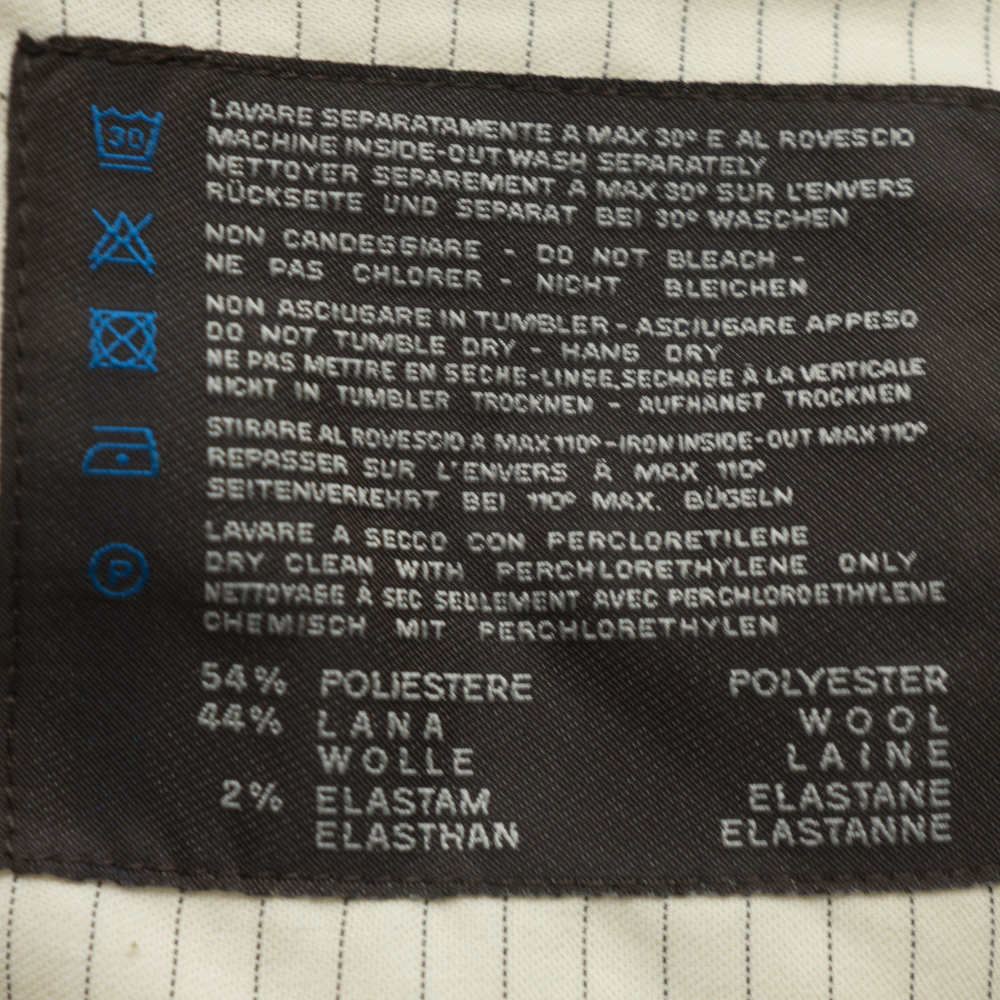 30
LAVARE SEPARATAMENTE A MAX 30° E AL ROVESCIO
MACHINE INSIDE-OUT WASH SEPARATELY
NETTOYER SEPAREMENT A MAX 30° SUR L'ENVERS
RÜCKSEITE UND SEPARAT BEI 30° WASCHEN
NON CANDEGGIARE - DO NOT BLEACH -
NE PAS CHLORER - NICHT BLEICHEN
NON ASCIUGARE IN TUMBLER - ASCIUGARE APPESO
DO NOT TUMBLE DRY - HANG DRY
NE PAS METTRE EN SECHE-LINGE. SECHAGE À LA VERTICALE
NICHT IN TUMBLER TROCKNEN - AUFHANGT TROCKNEN
STIRARE AL ROVESCIO A MAX 110° - IRON INSIDE-OUT MAX 110°
REPASSER SUR L'ENVERS À MAX 110°
SEITENVERKEHRT BEI 110° MAX. BÜGELN
P
LAVARE A SECCO CON PERCLORETILENE
DRY CLEAN WITH PERCHLORETHYLENE ONLY
NETTOYAGE À SEC SEULEMENT AVEC PERCHLOROETHYLENE
CHEMISCH MIT PERCHLORETHYLEN
54% POLIESTERE POLYESTER
44% LANA WOOL
WOLLE LAINE
2% ELASTAM ELASTANE
ELASTHAN ELASTANNE